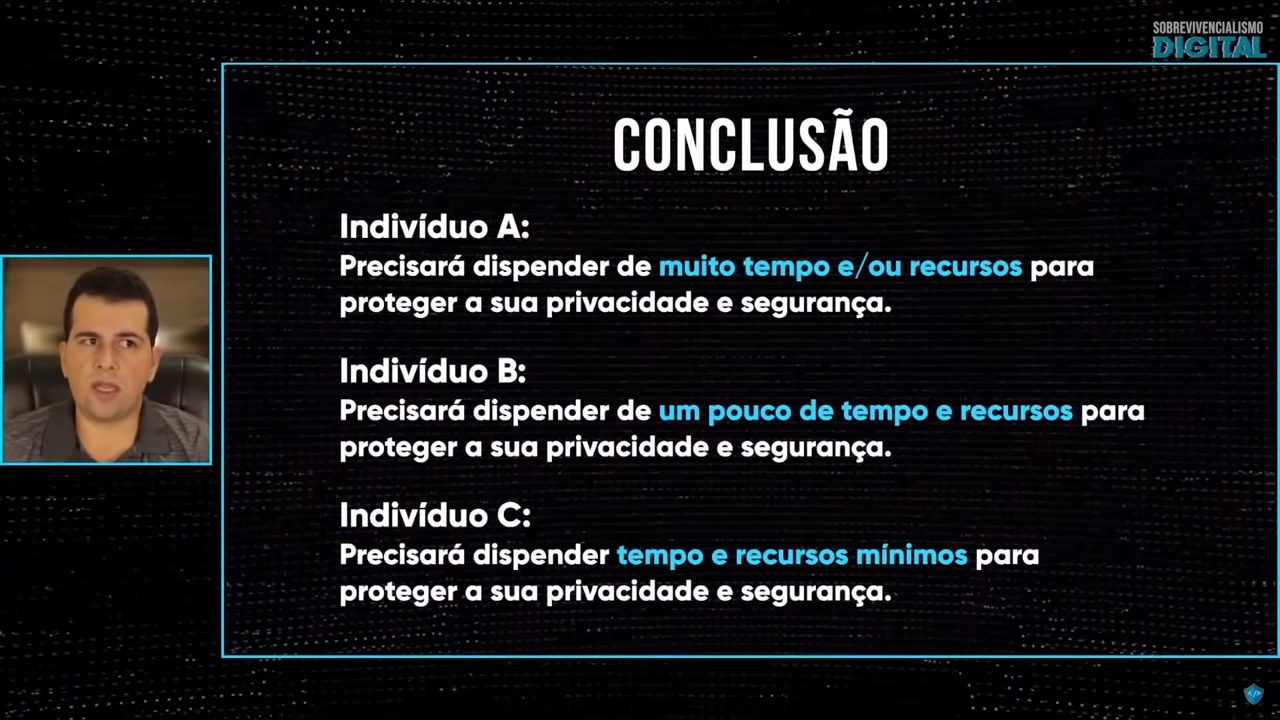 SOBREVIVENCIALISMO
DIGITAL
CONCLUSÃO
Indivíduo A:
Precisará dispender de muito tempo e/ou recursos para
proteger a sua privacidade e segurança.
Indivíduo B:
Precisará dispender de um pouco de tempo e recursos para
proteger a sua privacidade e segurança.
Indivíduo C:
Precisará dispender tempo e recursos mínimos para
proteger a sua privacidade e segurança.